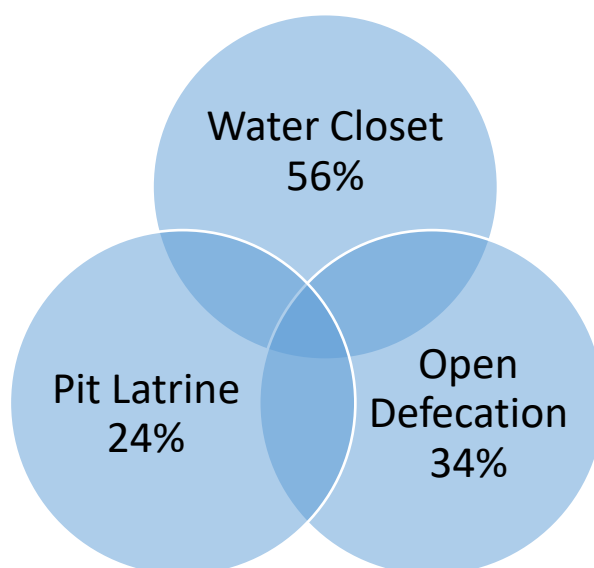 Water Closet
56%
Pit Latrine
24%
Open
Defecation
34%